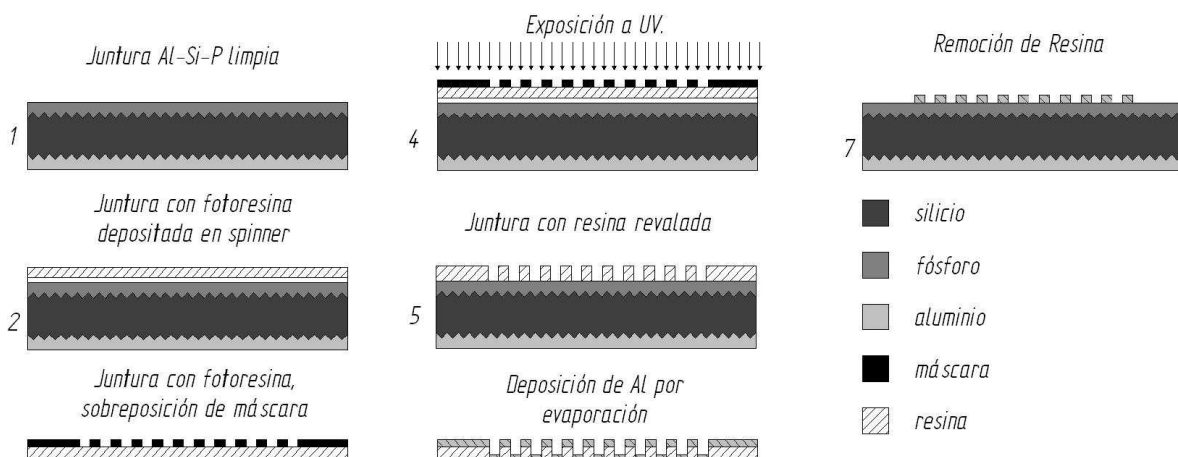 Juntura Al-Si-P limpia
1
Juntura con fotoresina
depositada en spinner
2
Juntura con fotoresina,
sobreposición de máscara
Exposición a UV.
4
Juntura con resina revalada
5
Deposición de Al por
evaporación
Remoción de Resina
7
silicio
fósforo
aluminio
máscara
resina